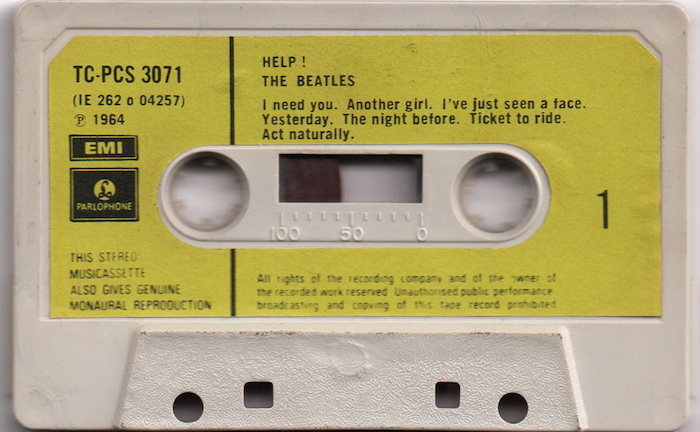 TC-PCS 3071
(IE 262 o 04257)
℗ 1964
EMI
PARLOPHONE
THIS STEREO
MUSICASSETTE
ALSO GIVES GENUINE
MONAURAL REPRODUCTION
HELP !
THE BEATLES
I need you. Another girl. I've just seen a face.
Yesterday. The night before. Ticket to ride.
Act naturally.
100 50 0
1
All rights of the recording company and of the owner of
the recorded work reserved Unauthorised public performance
broadcasting and copying of this tape record prohibited